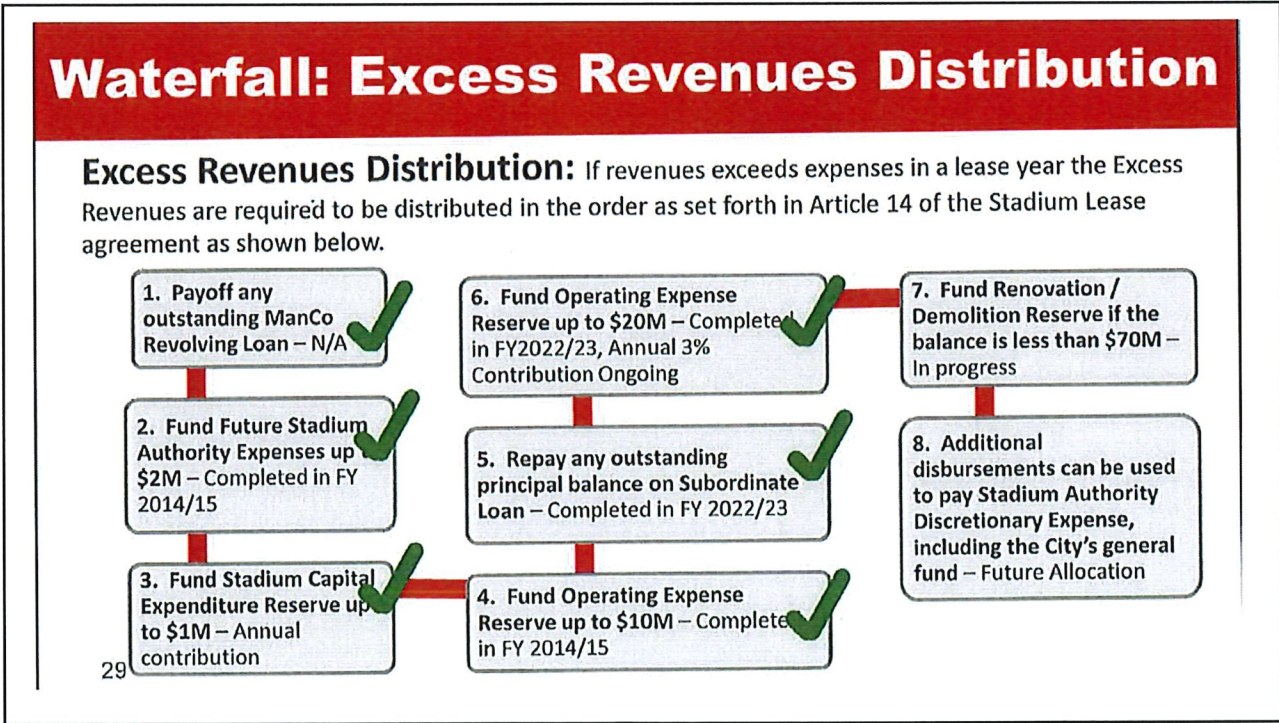 Waterfall: Excess Revenues Distribution
Excess Revenues Distribution: If revenues exceeds expenses in a lease year the Excess
Revenues are required to be distributed in the order as set forth in Article 14 of the Stadium Lease
agreement as shown below.
1. Payoff any
outstanding ManCo
Revolving Loan – N/A
2. Fund Future Stadium
Authority Expenses up
$2M – Completed in FY
2014/15
3. Fund Stadium Capital
Expenditure Reserve up
to $1M – Annual
contribution
4. Fund Operating Expense
Reserve up to $10M – Complete
in FY 2014/15
5. Repay any outstanding
principal balance on Subordinate
Loan – Completed in FY 2022/23
6. Fund Operating Expense
Reserve up to $20M – Completed
in FY2022/23, Annual 3%
Contribution Ongoing
7. Fund Renovation /
Demolition Reserve if the
balance is less than $70M –
In progress
8. Additional
disbursements can be used
to pay Stadium Authority
Discretionary Expense,
including the City's general
fund – Future Allocation
29